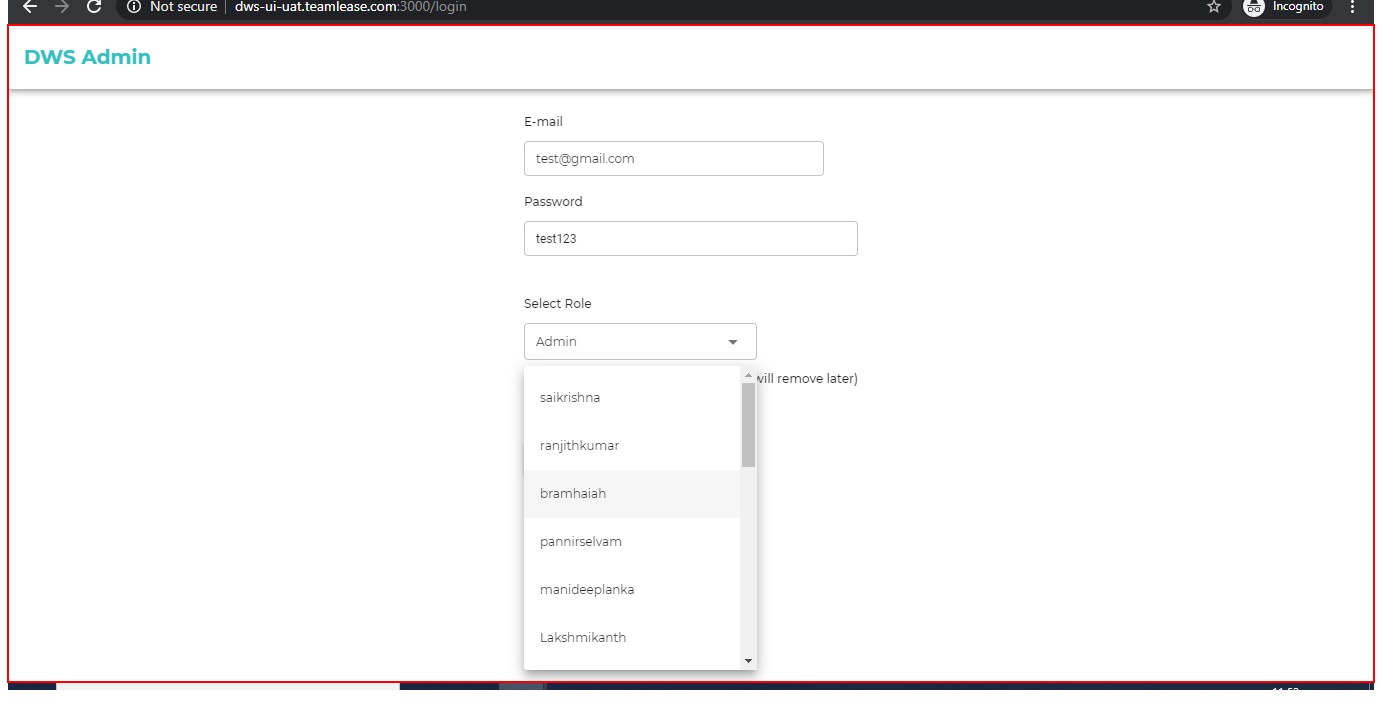 Not secure dws-ui-uat.teamlease.com:3000/login Incognito
DWS Admin
E-mail
test@gmail.com
Password
test123
Select Role
Admin
will remove later)
saikrishna
ranjithkumar
bramhaiah
pannirselvam
manideeplanka
Lakshmikanth